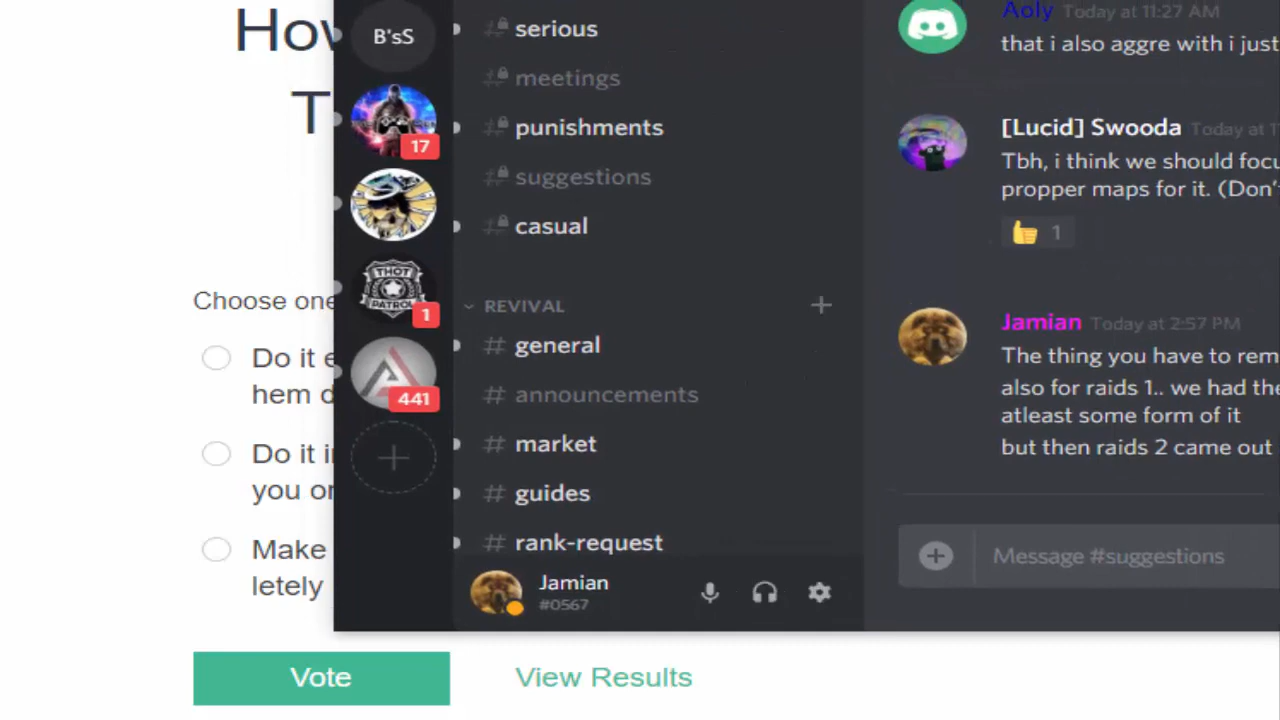 How
T
Choose one
Do it e
hem d
Do it i
you or
Make
letely
Vote
View Results
B'sS
17
THOT
PATROL
1
441
serious
meetings
punishments
suggestions
casual
REVIVAL
general
announcements
market
guides
rank-request
Jamian
#0567
Aoly Today at 11:27 AM
that i also aggre with i just
[Lucid] Swooda Today at 1
Tbh, i think we should focu
propper maps for it. (Don'
1
Jamian Today at 2:57 PM
The thing you have to rem
also for raids 1.. we had the
atleast some form of it
but then raids 2 came out
Message #suggestions